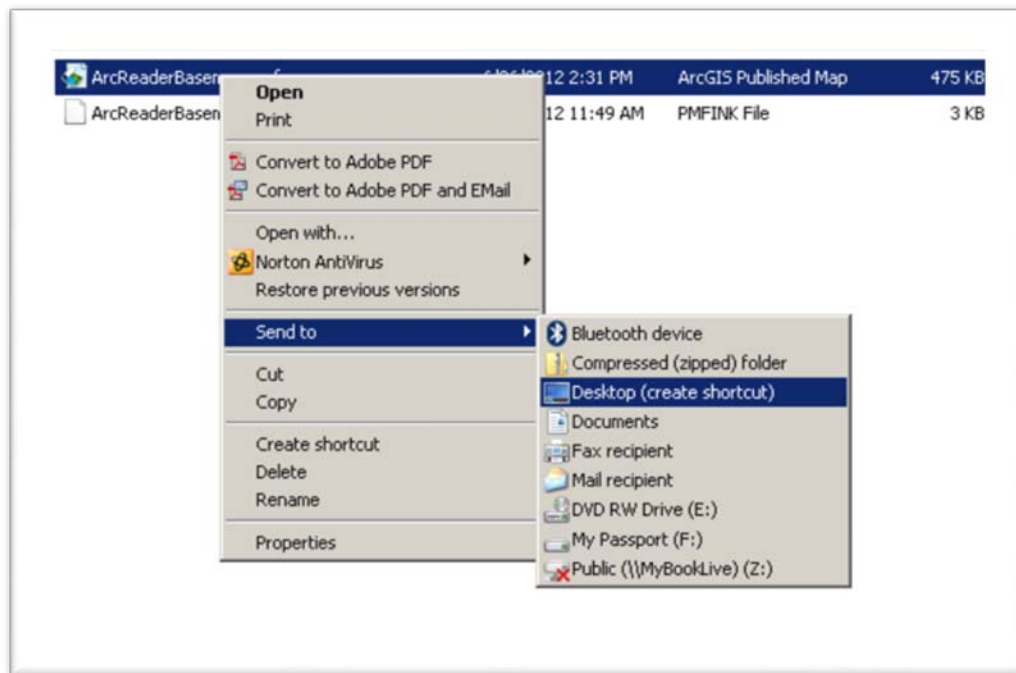 ArcReaderBasen 2:31 PM ArcGIS Published Map 475 KB
ArcReaderBasen 12 11:49 AM PMFINK File 3 KB
Open
Print
Convert to Adobe PDF
Convert to Adobe PDF and EMail
Open with...
Norton AntiVirus
Restore previous versions
Send to
Cut
Copy
Create shortcut
Delete
Rename
Properties
Bluetooth device
Compressed (zipped) folder
Desktop (create shortcut)
Documents
Fax recipient
Mail recipient
DVD RW Drive (E:)
My Passport (F:)
Public (\\MyBookLive) (Z:)